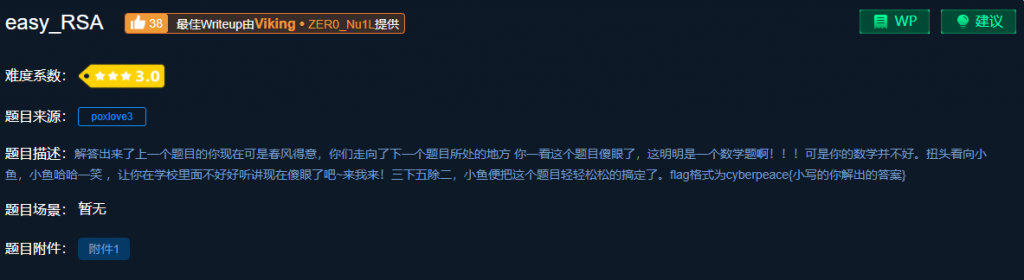 easy_RSA 38 最佳Writeup由Viking • ZER0_Nu1L提供 WP 建议
难度系数： 3.0
题目来源： poxlove3
题目描述：解答出来了上一个题目的你现在可是春风得意，你们走向了下一个题目所处的地方 你一看这个题目傻眼了，这明明是一个数学题啊！！！可是你的数学并不好。扭头看向小
鱼，小鱼哈哈一笑 ，让你在学校里面不好好听讲现在傻眼了吧~来我来！三下五除二，小鱼便把这个题目轻轻松松的搞定了。flag格式为cyberpeace{小写的你解出的答案}
题目场景： 暂无
题目附件： 附件1